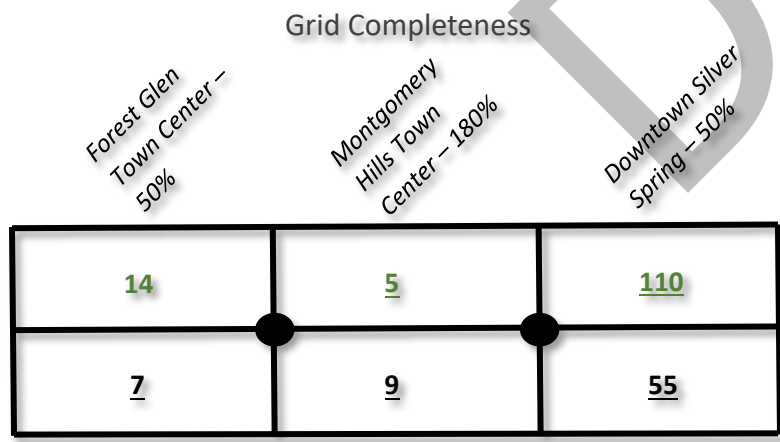 Grid Completeness
Forest Glen
Town Center –
50%
Montgomery
Hills Town
Center – 180%
Downtown Silver
Spring – 50%
14
5
110
7
9
55